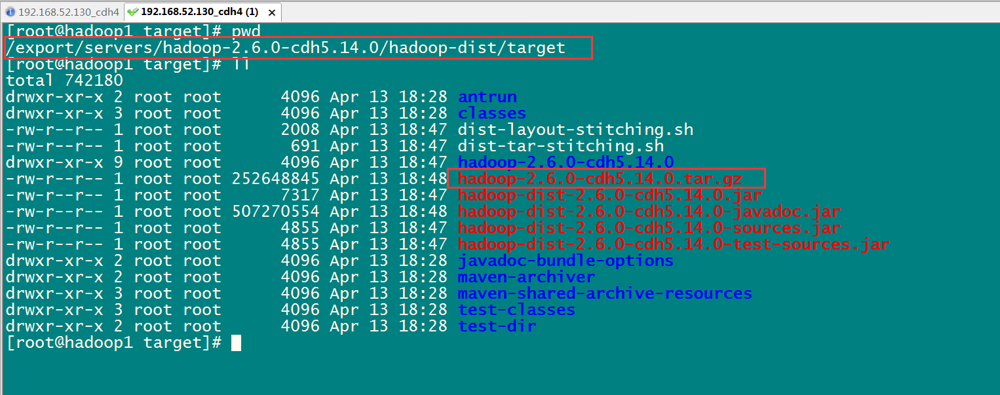 192.168.52.130_cdh4 192.168.52.130_cdh4 (1) ×
[root@hadoop1 target]# pwd
/export/servers/hadoop-2.6.0-cdh5.14.0/hadoop-dist/target
[root@hadoop1 target]# ll
total 742180
drwxr-xr-x 2 root root      4096 Apr 13 18:28 antrun
drwxr-xr-x 3 root root      4096 Apr 13 18:28 classes
-rw-r--r-- 1 root root      2008 Apr 13 18:47 dist-layout-stitching.sh
-rw-r--r-- 1 root root       691 Apr 13 18:47 dist-tar-stitching.sh
drwxr-xr-x 9 root root      4096 Apr 13 18:47 hadoop-2.6.0-cdh5.14.0
-rw-r--r-- 1 root root 252648845 Apr 13 18:48 hadoop-2.6.0-cdh5.14.0.tar.gz
-rw-r--r-- 1 root root      7317 Apr 13 18:47 hadoop-dist-2.6.0-cdh5.14.0.jar
-rw-r--r-- 1 root root 507270554 Apr 13 18:48 hadoop-dist-2.6.0-cdh5.14.0-javadoc.jar
-rw-r--r-- 1 root root      4855 Apr 13 18:47 hadoop-dist-2.6.0-cdh5.14.0-sources.jar
-rw-r--r-- 1 root root      4855 Apr 13 18:47 hadoop-dist-2.6.0-cdh5.14.0-test-sources.jar
drwxr-xr-x 2 root root      4096 Apr 13 18:28 javadoc-bundle-options
drwxr-xr-x 2 root root      4096 Apr 13 18:28 maven-archiver
drwxr-xr-x 3 root root      4096 Apr 13 18:28 maven-shared-archive-resources
drwxr-xr-x 3 root root      4096 Apr 13 18:28 test-classes
drwxr-xr-x 2 root root      4096 Apr 13 18:28 test-dir
[root@hadoop1 target]#